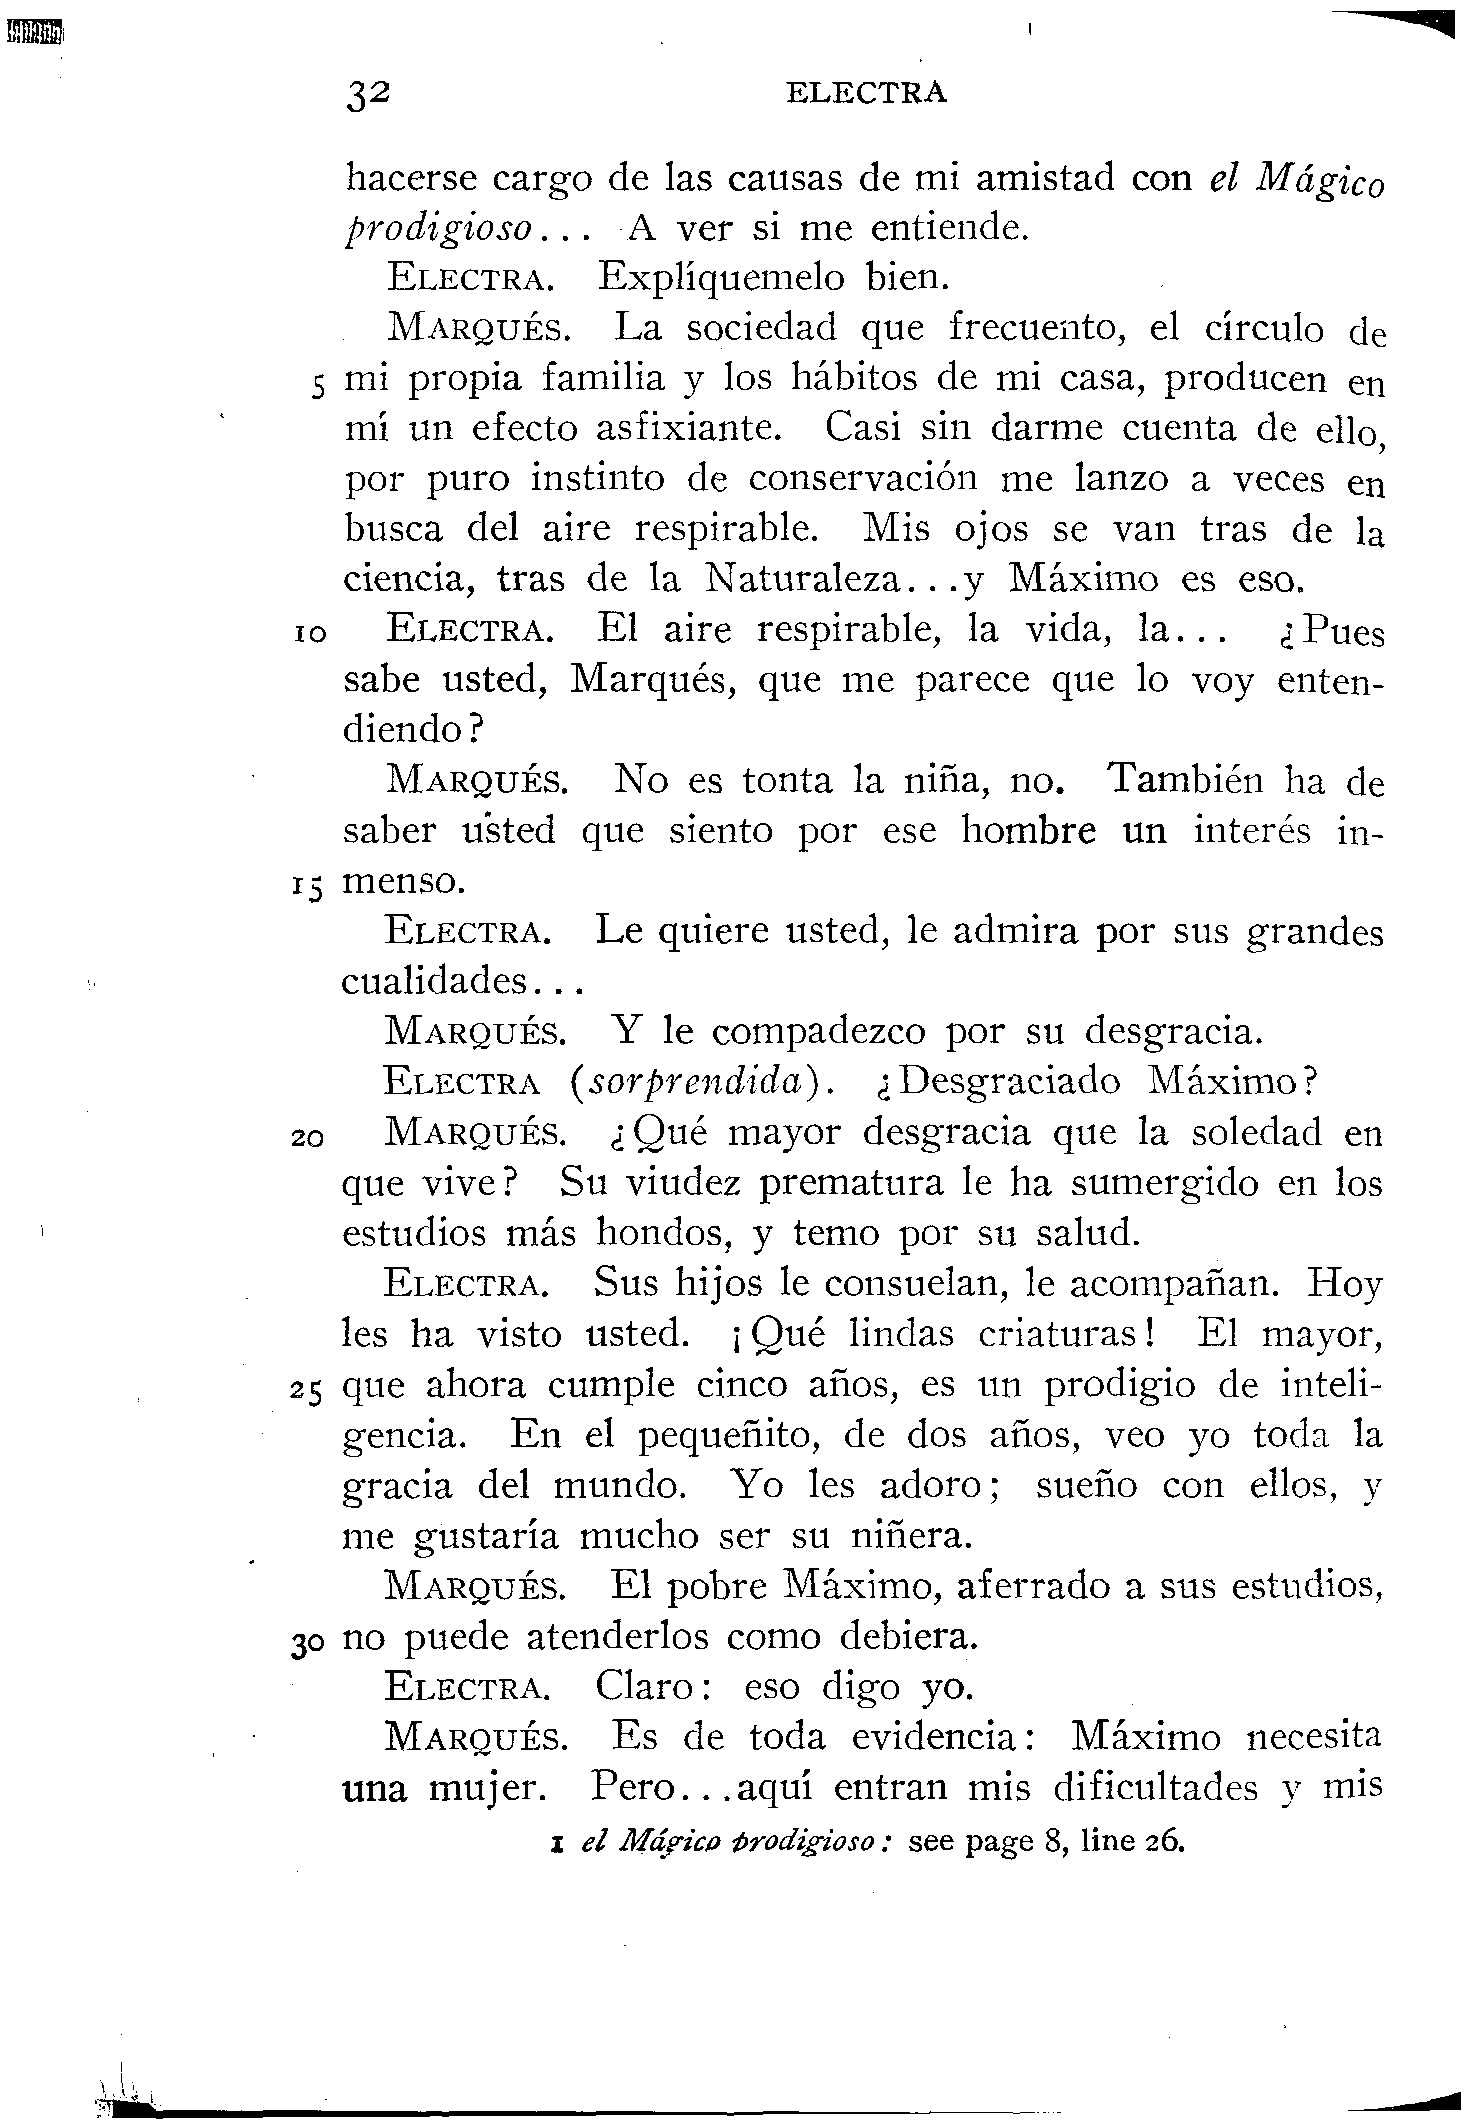 32 ELECTRA
hacerse cargo de las causas de mi amistad con el Mágico
prodigioso... A ver si me entiende.
ELECTRA. Explíquemelo bien.
MARQUÉS. La sociedad que frecuento, el círculo de
5 mi propia familia y los hábitos de mi casa, producen en
mí un efecto asfixiante. Casi sin darme cuenta de ello,
por puro instinto de conservación me lanzo a veces en
busca del aire respirable. Mis ojos se van tras de la
ciencia, tras de la Naturaleza...y Máximo es eso.
10 ELECTRA. El aire respirable, la vida, la... ¿Pues
sabe usted, Marqués, que me parece que lo voy enten-
diendo?
MARQUÉS. No es tonta la niña, no. También ha de
saber usted que siento por ese hombre un interés in-
15 menso.
ELECTRA. Le quiere usted, le admira por sus grandes
cualidades...
MARQUÉS. Y le compadezco por su desgracia.
ELECTRA (sorprendida). ¿Desgraciado Máximo?
20 MARQUÉS. ¿Qué mayor desgracia que la soledad en
que vive? Su viudez prematura le ha sumergido en los
estudios más hondos, y temo por su salud.
ELECTRA. Sus hijos le consuelan, le acompañan. Hoy
les ha visto usted. ¡Qué lindas criaturas! El mayor,
25 que ahora cumple cinco años, es un prodigio de inteli-
gencia. En el pequeñito, de dos años, veo yo toda la
gracia del mundo. Yo les adoro; sueño con ellos, y
me gustaría mucho ser su niñera.
MARQUÉS. El pobre Máximo, aferrado a sus estudios,
30 no puede atenderlos como debiera.
ELECTRA. Claro: eso digo yo.
MARQUÉS. Es de toda evidencia: Máximo necesita
una mujer. Pero...aquí entran mis dificultades y mis
1 el Mágico prodigioso: see page 8, line 26.